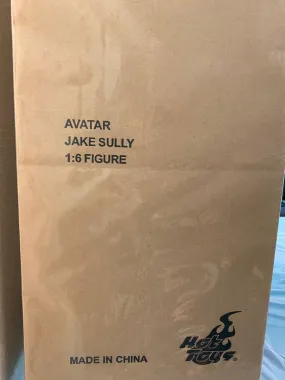 AVATAR
JAKE SULLY
1:6 FIGURE
Hot
Toys.
MADE IN CHINA